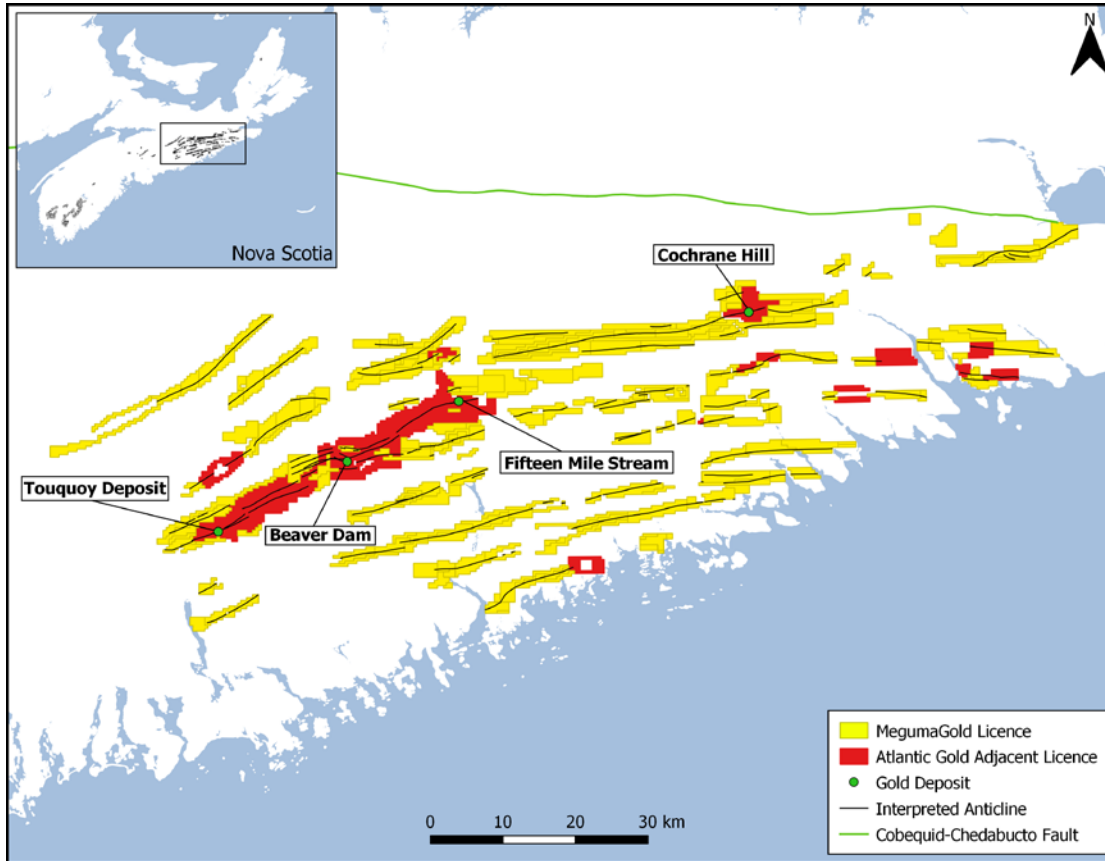 N
Nova Scotia
Cochrane Hill
Fifteen Mile Stream
Touquoy Deposit
Beaver Dam
MegumaGold Licence
Atlantic Gold Adjacent Licence
Gold Deposit
Interpreted Anticline
Cobequid-Chedabucto Fault
0 10 20 30 km